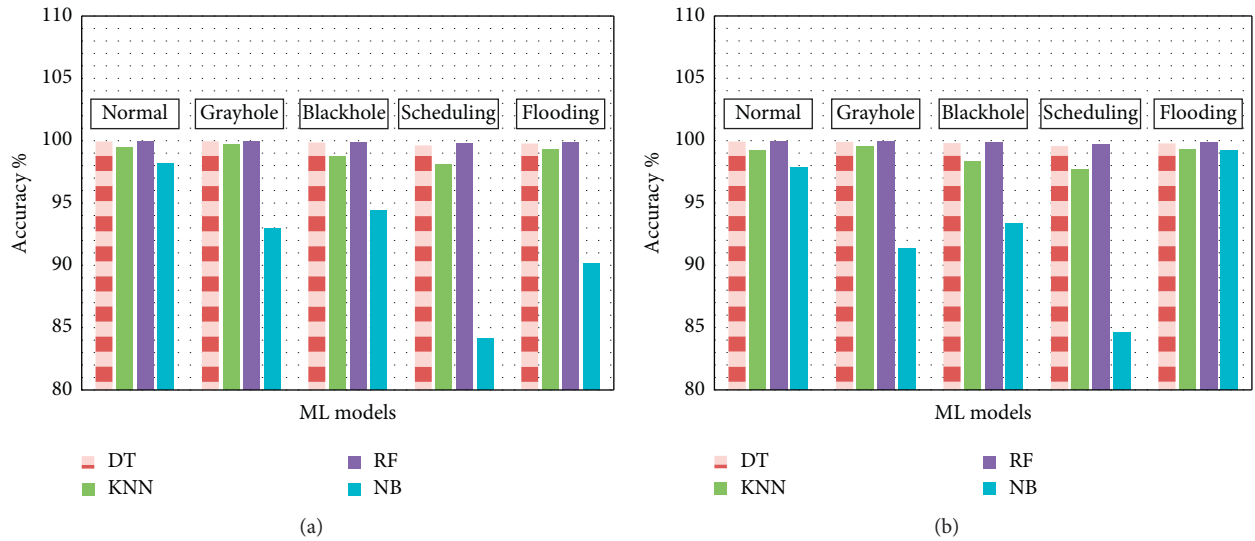 110
105
100
95
90
85
80
Accuracy %
Normal
Grayhole
Blackhole
Scheduling
Flooding
ML models
DT
RF
KNN
NB
(a)
110
105
100
95
90
85
80
Accuracy %
Normal
Grayhole
Blackhole
Scheduling
Flooding
ML models
DT
RF
KNN
NB
(b)